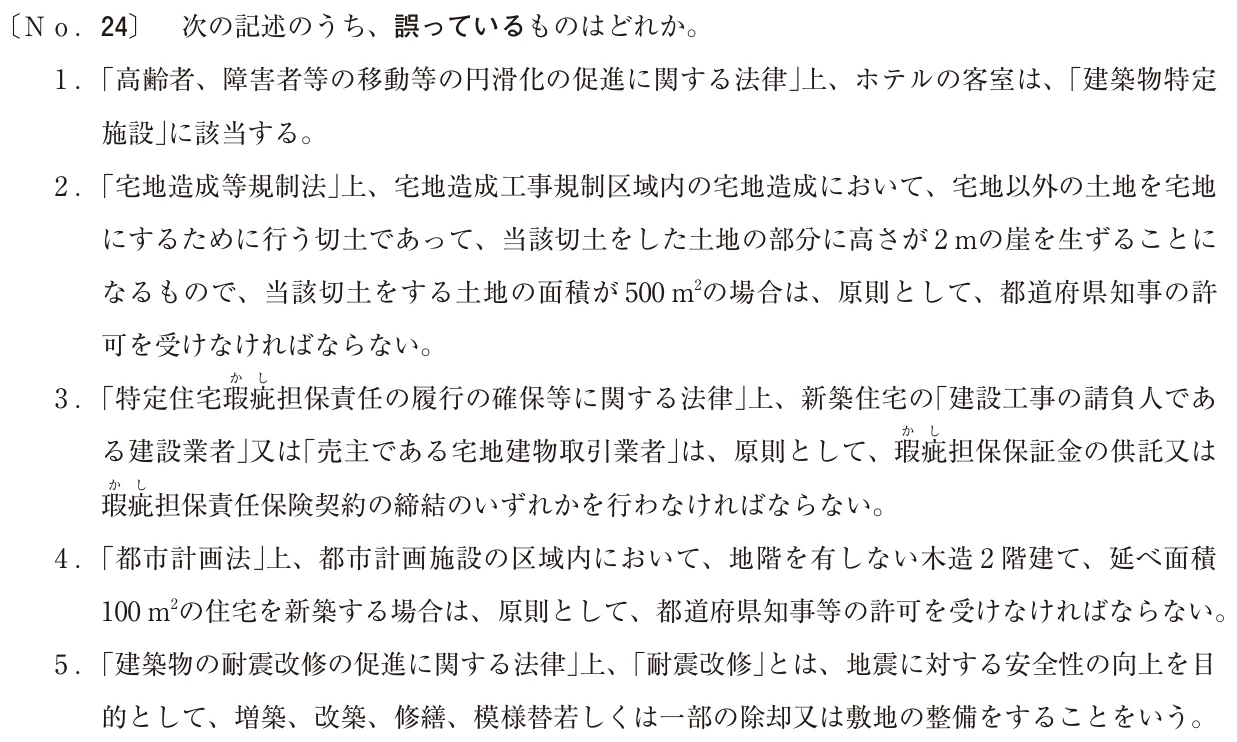 〔Ｎｏ．24〕 次の記述のうち、誤っているものはどれか。
1．「高齢者、障害者等の移動等の円滑化の促進に関する法律」上、ホテルの客室は、「建築物特定
施設」に該当する。
2．「宅地造成等規制法」上、宅地造成工事規制区域内の宅地造成において、宅地以外の土地を宅地
にするために行う切土であって、当該切土をした土地の部分に高さが２ｍの崖を生ずることに
なるもので、当該切土をする土地の面積が 500 m²の場合は、原則として、都道府県知事の許
可を受けなければならない。
かし
3．「特定住宅瑕疵担保責任の履行の確保等に関する法律」上、新築住宅の「建設工事の請負人であ
かし
る建設業者」又は「売主である宅地建物取引業者」は、原則として、瑕疵担保保証金の供託又は
かし
瑕疵担保責任保険契約の締結のいずれかを行わなければならない。
4．「都市計画法」上、都市計画施設の区域内において、地階を有しない木造２階建て、延べ面積
100 m²の住宅を新築する場合は、原則として、都道府県知事等の許可を受けなければならない。
5．「建築物の耐震改修の促進に関する法律」上、「耐震改修」とは、地震に対する安全性の向上を目
的として、増築、改築、修繕、模様替若しくは一部の除却又は敷地の整備をすることをいう。